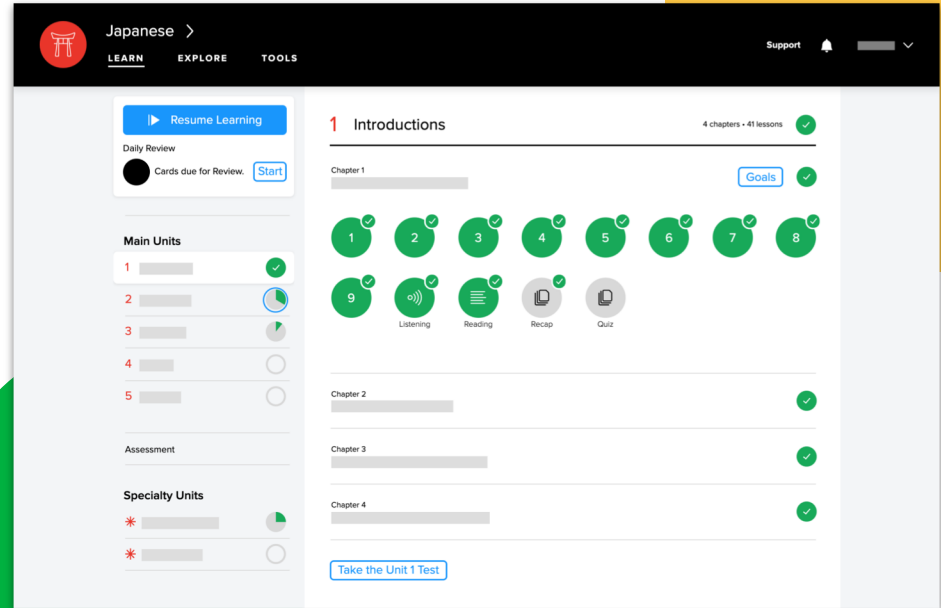 Japanese
LEARN EXPLORE TOOLS
Support
Resume Learning
Daily Review
Cards due for Review. Start
Main Units
1
2
3
4
5
Assessment
Specialty Units
1 Introductions
4 chapters • 41 lessons
Chapter 1
Goals
1 2 3 4 5 6 7 8
9
Listening Reading Recap Quiz
Chapter 2
Chapter 3
Chapter 4
Take the Unit 1 Test